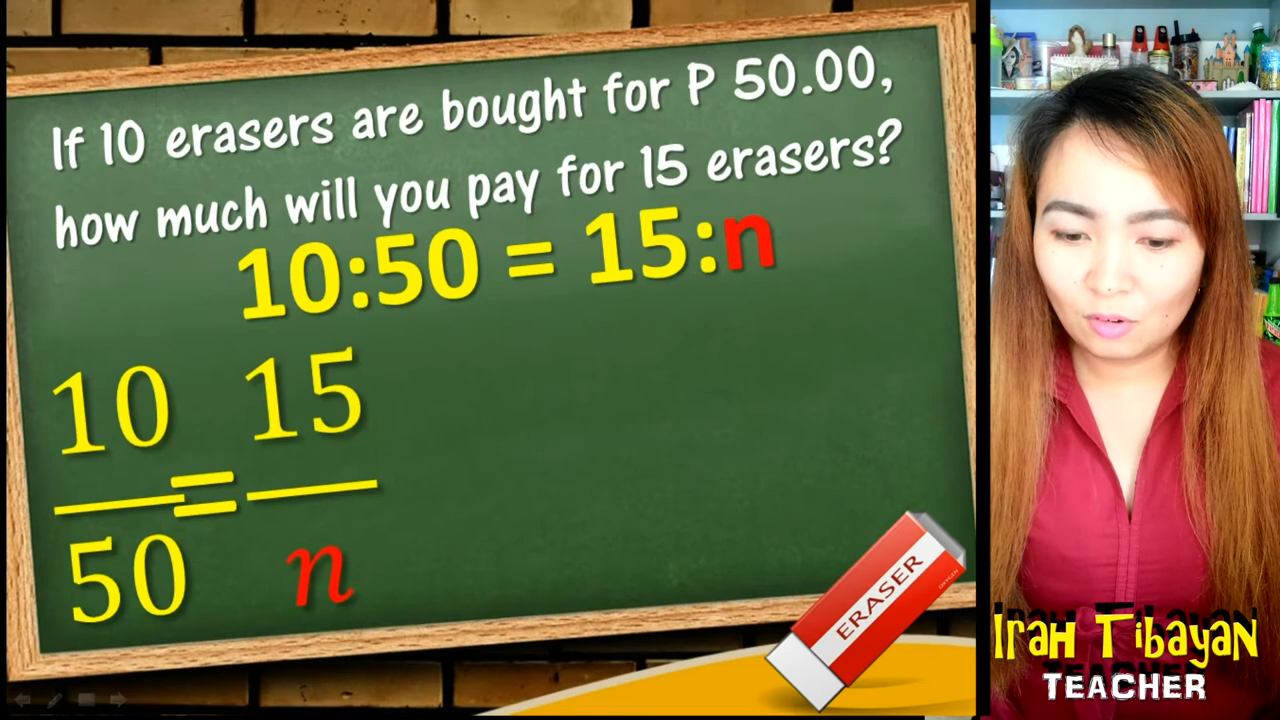 If 10 erasers are bought for P 50.00,
how much will you pay for 15 erasers?
10:50 = 15:n
10 = 15
50 n
ERASER
Irah Tibayan
TEACHER